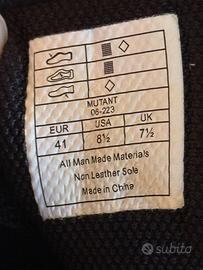 MUTANT
06-223
EUR USA UK
41 8½ 7½
All Man Made Materials
Non Leather Sole
Made in China
subito